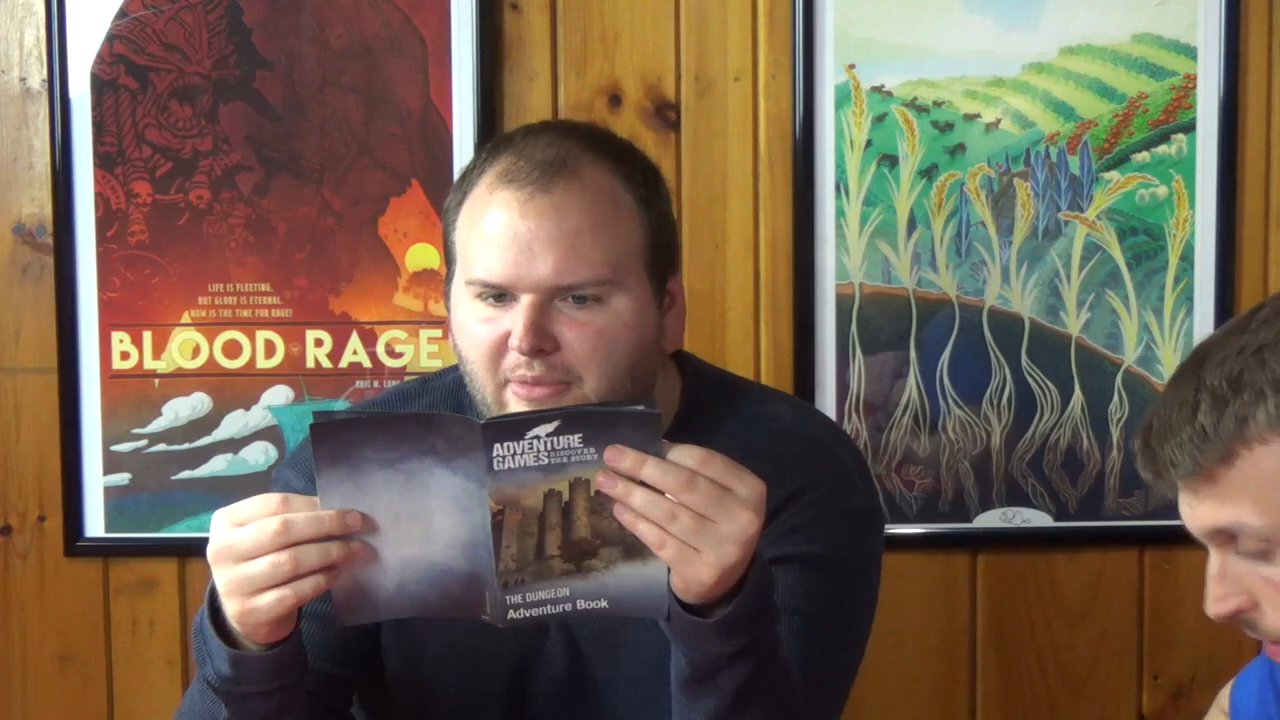 LIFE IS FLEETING,
BUT GLORY IS ETERNAL.
NOW IS THE TIME FOR RAGE!
BLOOD RAGE
ERIC M.
ADVENTURE
GAMES DISCOVER
THE STORY
THE DUNGEON
Adventure Book